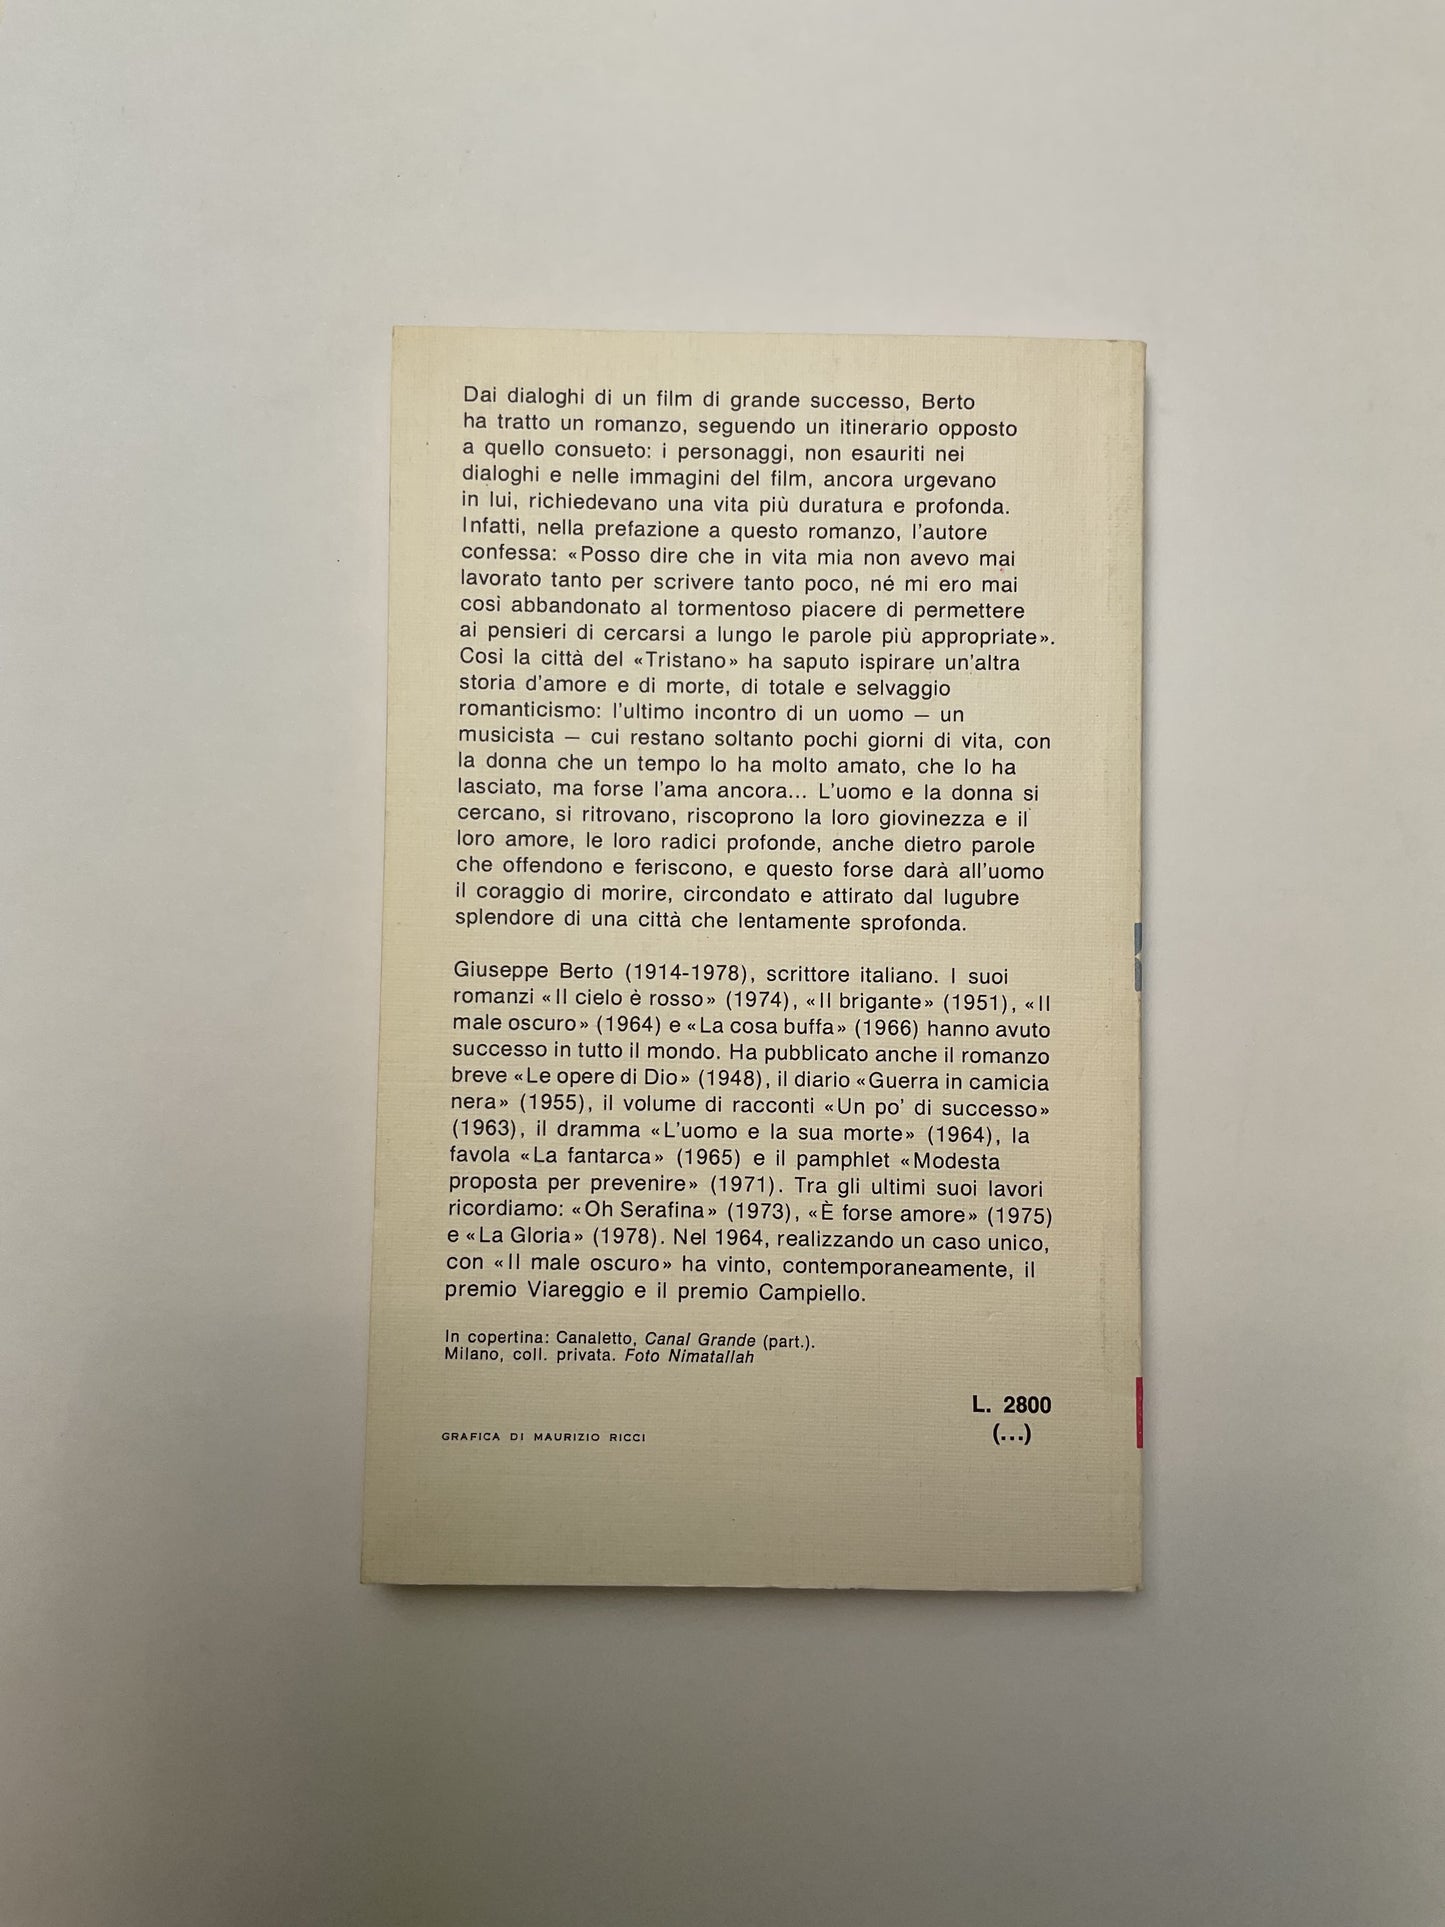 Dai dialoghi di un film di grande successo, Berto
ha tratto un romanzo, seguendo un itinerario opposto
a quello consueto: i personaggi, non esauriti nei
dialoghi e nelle immagini del film, ancora urgevano
in lui, richiedevano una vita più duratura e profonda.
Infatti, nella prefazione a questo romanzo, l'autore
confessa: «Posso dire che in vita mia non avevo mai
lavorato tanto per scrivere tanto poco, né mi ero mai
così abbandonato al tormentoso piacere di permettere
ai pensieri di cercarsi a lungo le parole più appropriate».
Così la città del «Tristano» ha saputo ispirare un'altra
storia d'amore e di morte, di totale e selvaggio
romanticismo: l'ultimo incontro di un uomo — un
musicista — cui restano soltanto pochi giorni di vita, con
la donna che un tempo lo ha molto amato, che lo ha
lasciato, ma forse l'ama ancora... L'uomo e la donna si
cercano, si ritrovano, riscoprono la loro giovinezza e il
loro amore, le loro radici profonde, anche dietro parole
che offendono e feriscono, e questo forse darà all'uomo
il coraggio di morire, circondato e attirato dal lugubre
splendore di una città che lentamente sprofonda.
Giuseppe Berto (1914-1978), scrittore italiano. I suoi
romanzi «Il cielo è rosso» (1974), «Il brigante» (1951), «Il
male oscuro» (1964) e «La cosa buffa» (1966) hanno avuto
successo in tutto il mondo. Ha pubblicato anche il romanzo
breve «Le opere di Dio» (1948), il diario «Guerra in camicia
nera» (1955), il volume di racconti «Un po' di successo»
(1963), il dramma «L'uomo e la sua morte» (1964), la
favola «La fantarca» (1965) e il pamphlet «Modesta
proposta per prevenire» (1971). Tra gli ultimi suoi lavori
ricordiamo: «Oh Serafina» (1973), «È forse amore» (1975)
e «La Gloria» (1978). Nel 1964, realizzando un caso unico,
con «Il male oscuro» ha vinto, contemporaneamente, il
premio Viareggio e il premio Campiello.
In copertina: Canaletto, Canal Grande (part.).
Milano, coll. privata. Foto Nimatallah
L. 2800
(...)
GRAFICA DI MAURIZIO RICCI